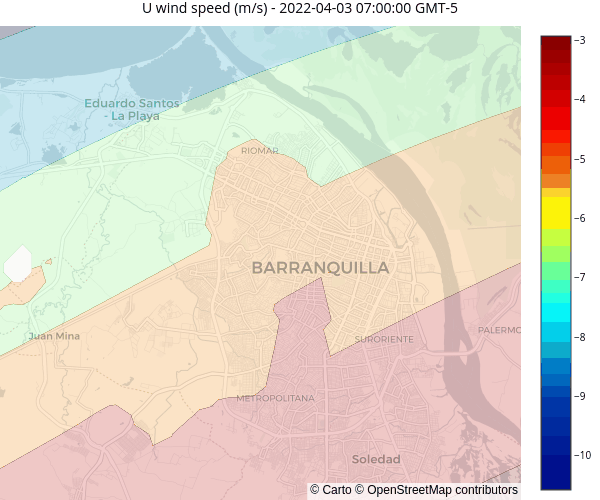 U wind speed (m/s) - 2022-04-03 07:00:00 GMT-5
−3
−4
−5
−6
−7
−8
−9
−10
Eduardo Santos
- La Playa
RIOMAR
BARRANQUILLA
Juan Mina
SURORIENTE
PALERMO
METROPOLITANA
Soledad
© Carto © OpenStreetMap contributors